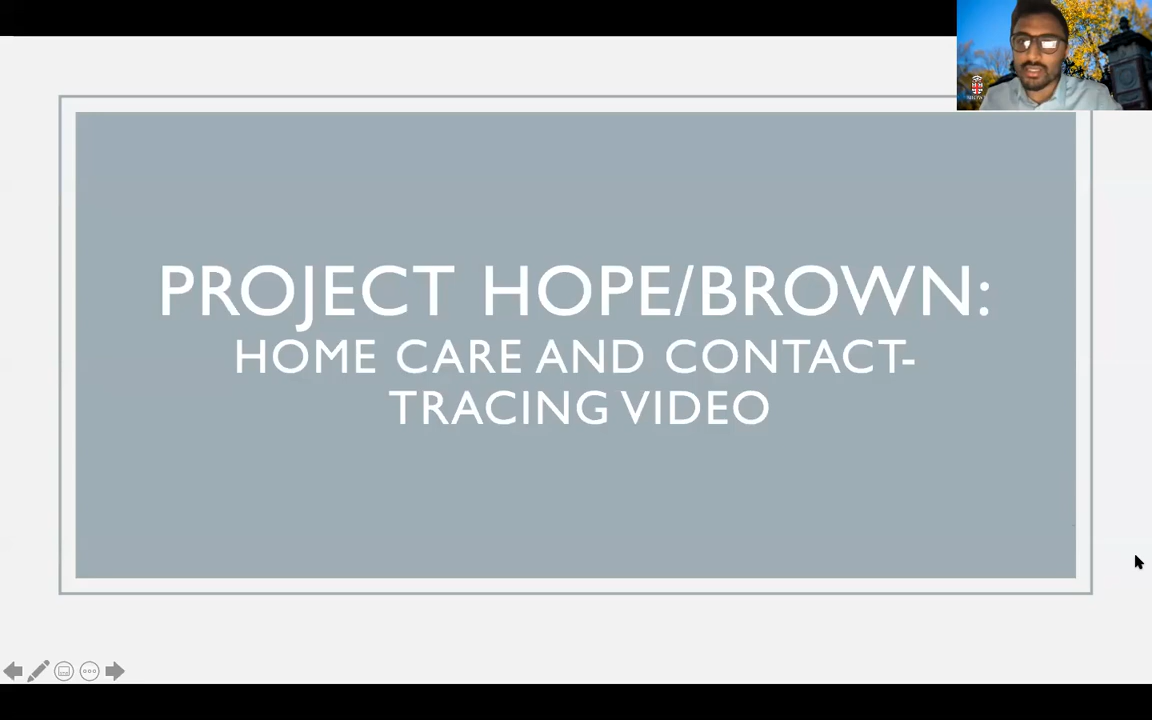 PROJECT HOPE/BROWN:
HOME CARE AND CONTACT-
TRACING VIDEO